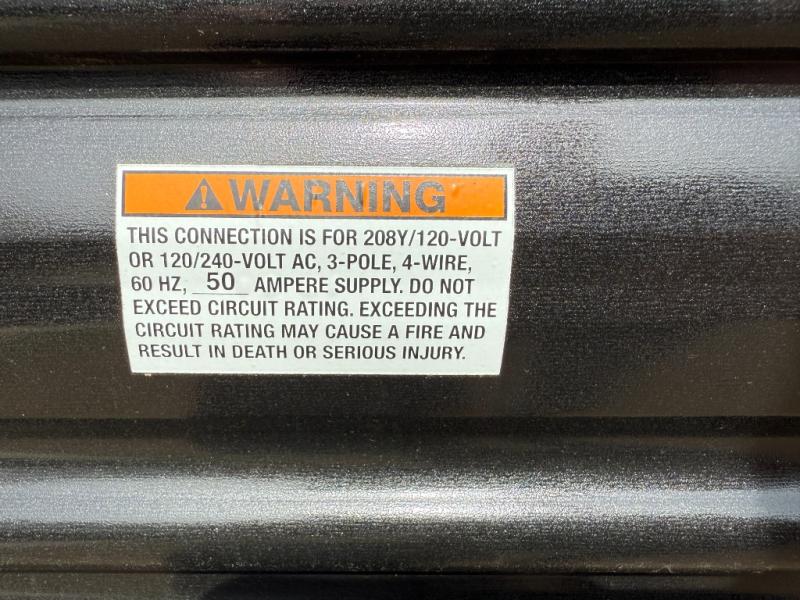 ⚠WARNING
THIS CONNECTION IS FOR 208Y/120-VOLT
OR 120/240-VOLT AC, 3-POLE, 4-WIRE,
60 HZ, 50 AMPERE SUPPLY. DO NOT
EXCEED CIRCUIT RATING. EXCEEDING THE
CIRCUIT RATING MAY CAUSE A FIRE AND
RESULT IN DEATH OR SERIOUS INJURY.